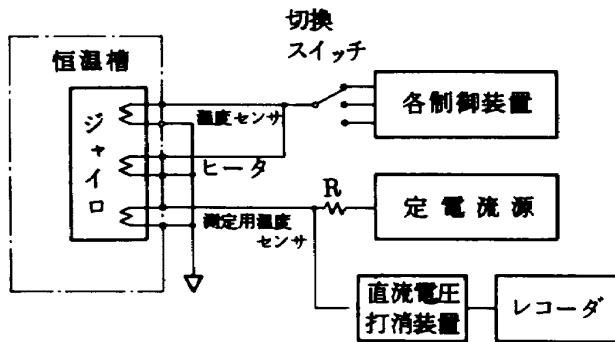 切換
スイッチ
恒温槽
ジャイロ
温度センサ
ヒータ
各制御装置
R
測定用温度
センサ
定電流源
直流電圧
打消装置
レコーダ